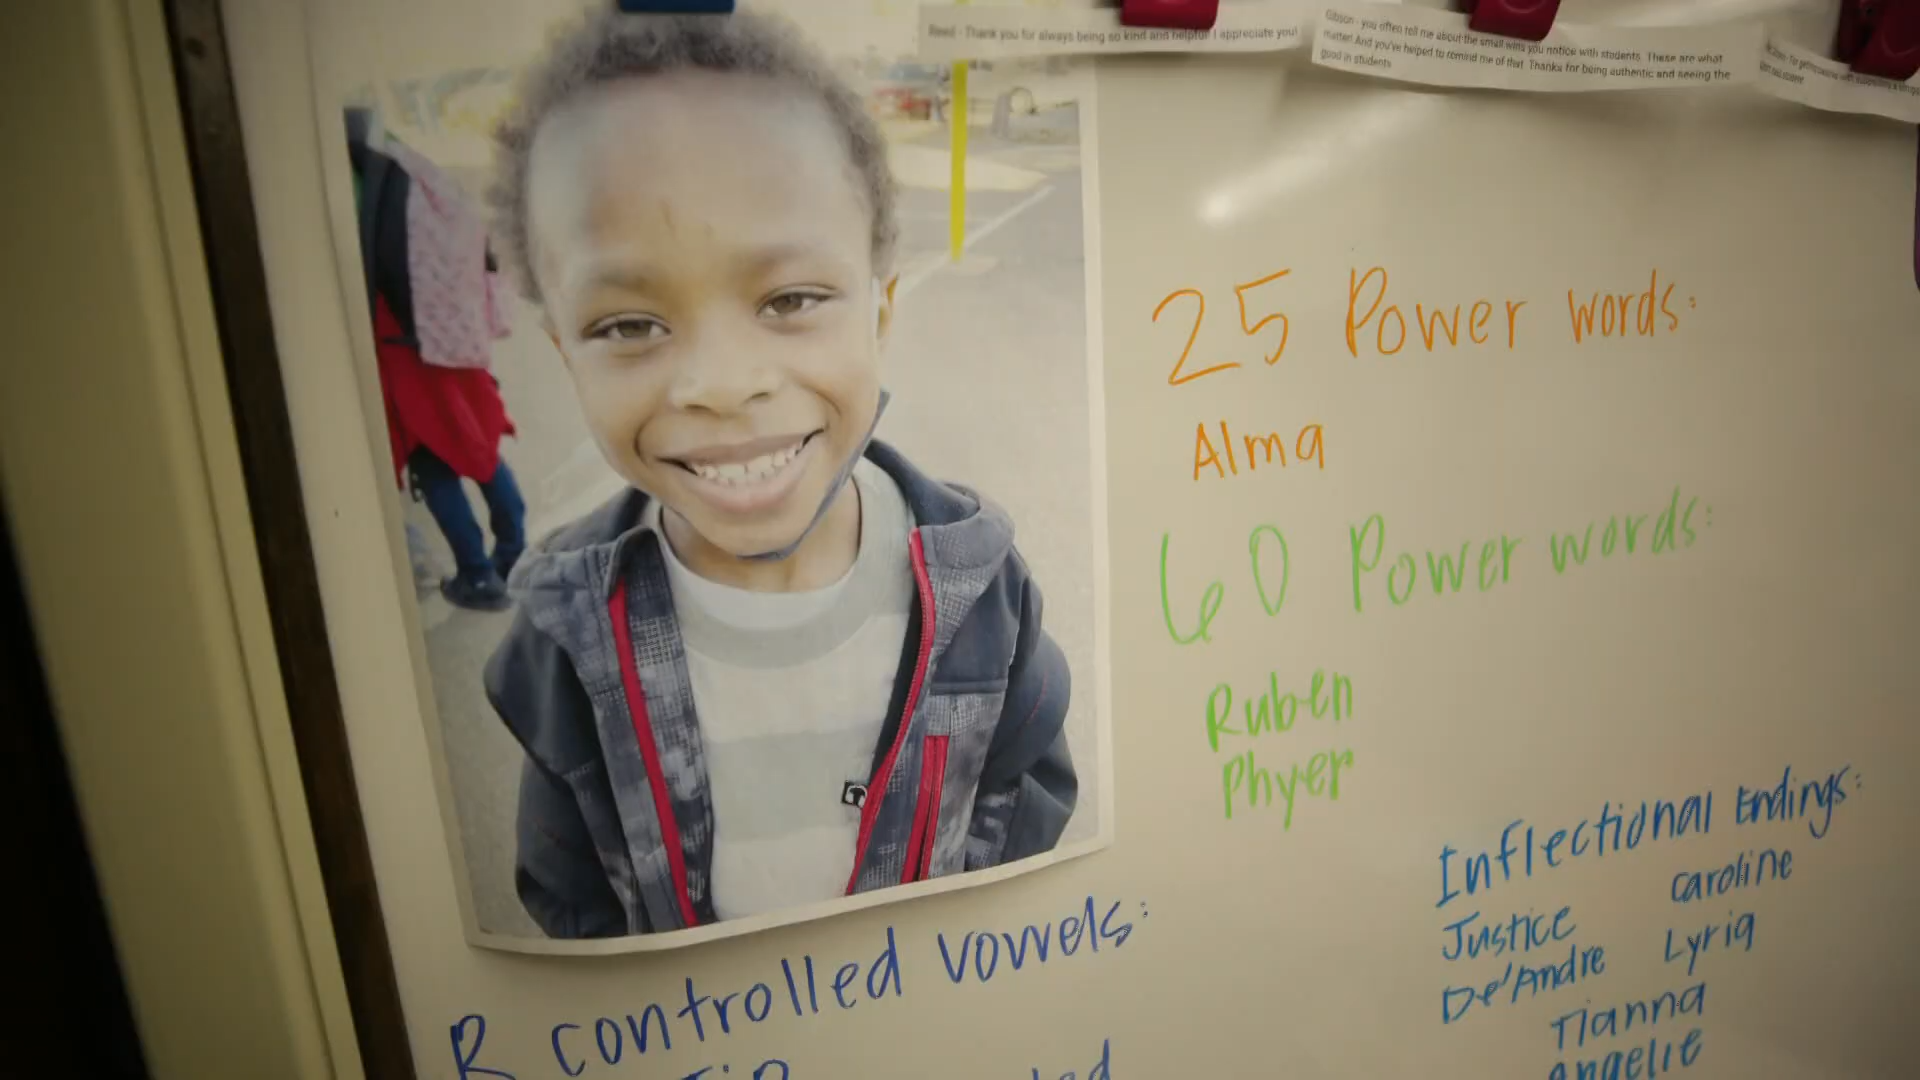 Reed - Thank you for always being so kind and helpful! I appreciate you!
Gibson - you often tell me about the small wins you notice with students. These are what
matter! And you've helped to remind me of that. Thanks for being authentic and seeing the
good in students
25 Power words:
Alma
60 Power words:
Ruben
Phyer
Inflectional Endings:
Justice Caroline
De'Andre Lyriq
Tianna
Angelie
R controlled vowels: